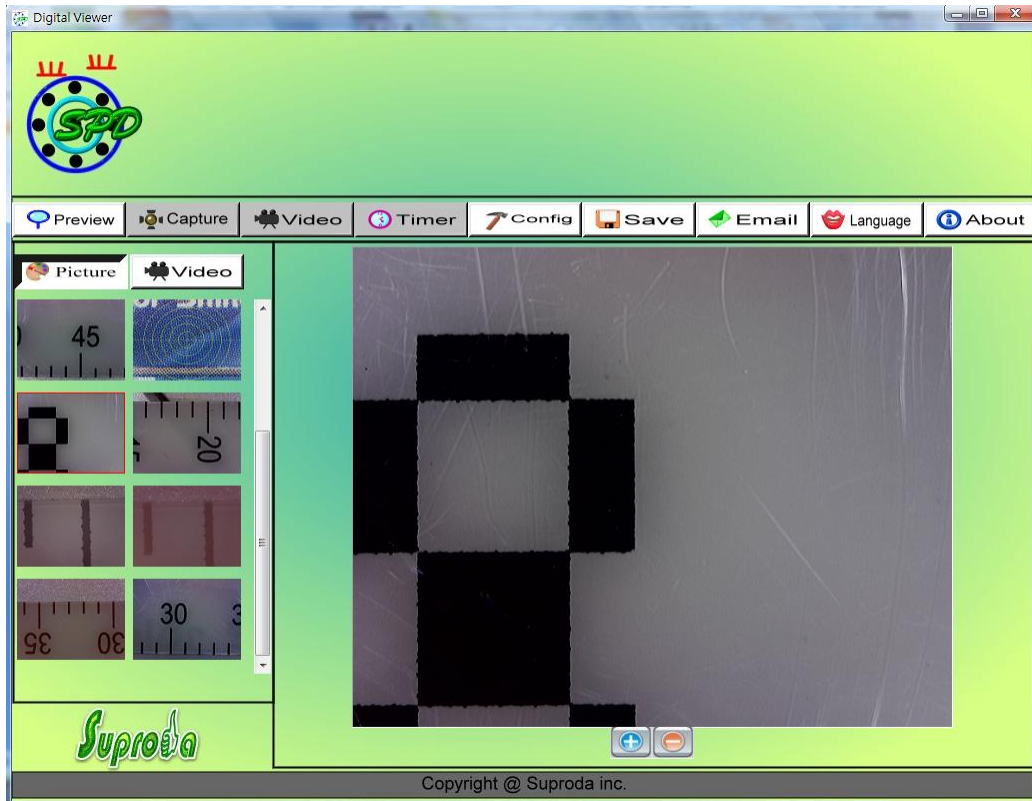 Digital Viewer
SPD
Preview Capture Video Timer Config Save Email Language About
Picture Video
45
20
35 30
30
Suproda
Copyright @ Suproda inc.